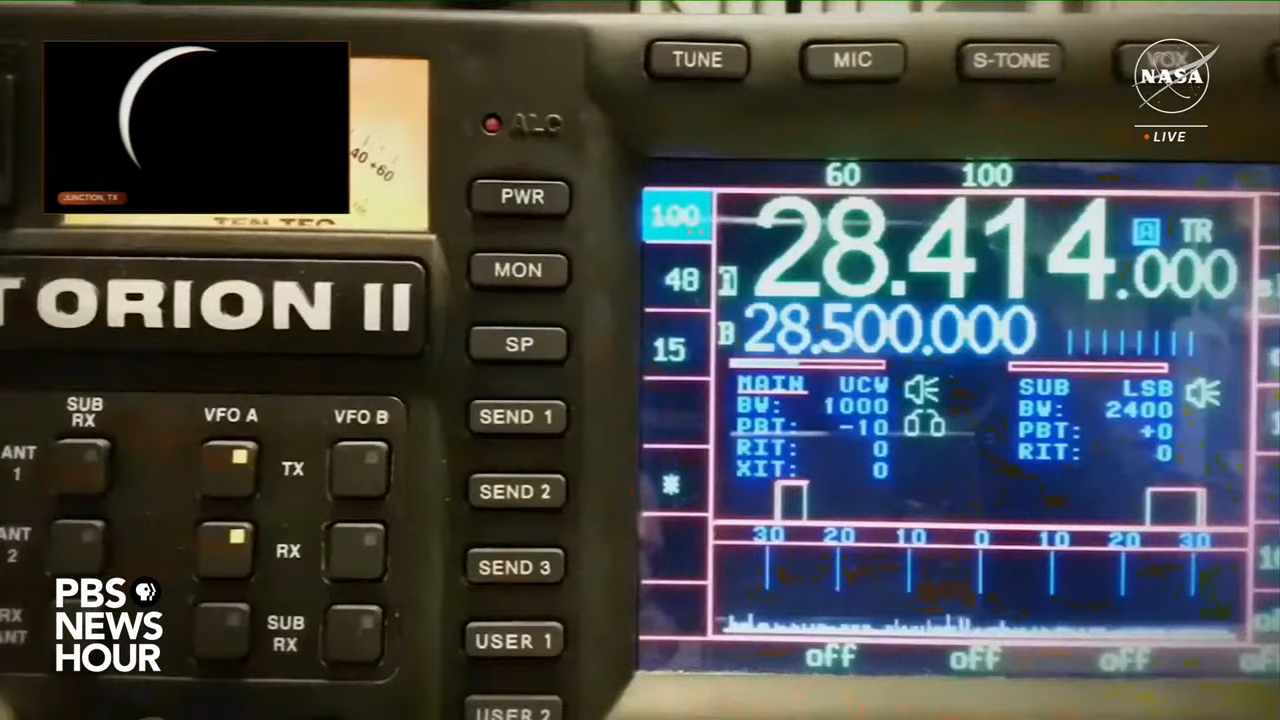 TUNE
MIC
S-TONE
VOX
NASA
LIVE
JUNCTION, TX
40 +60
TEN-TEC
ALC
PWR
MON
SP
SEND 1
SEND 2
SEND 3
USER 1
USER 2
ORION II
SUB RX
VFO A
VFO B
ANT 1
TX
ANT 2
RX
RX ANT
SUB RX
PBS
NEWS
HOUR
60 100
100
48
15
*
28.414.000
A TR
B 28.500.000
MAIN UCW
BW: 1000
PBT: -10
RIT: 0
XIT: 0
SUB LSB
BW: 2400
PBT: +0
RIT: 0
30 20 10 0 10 20 30
off off off